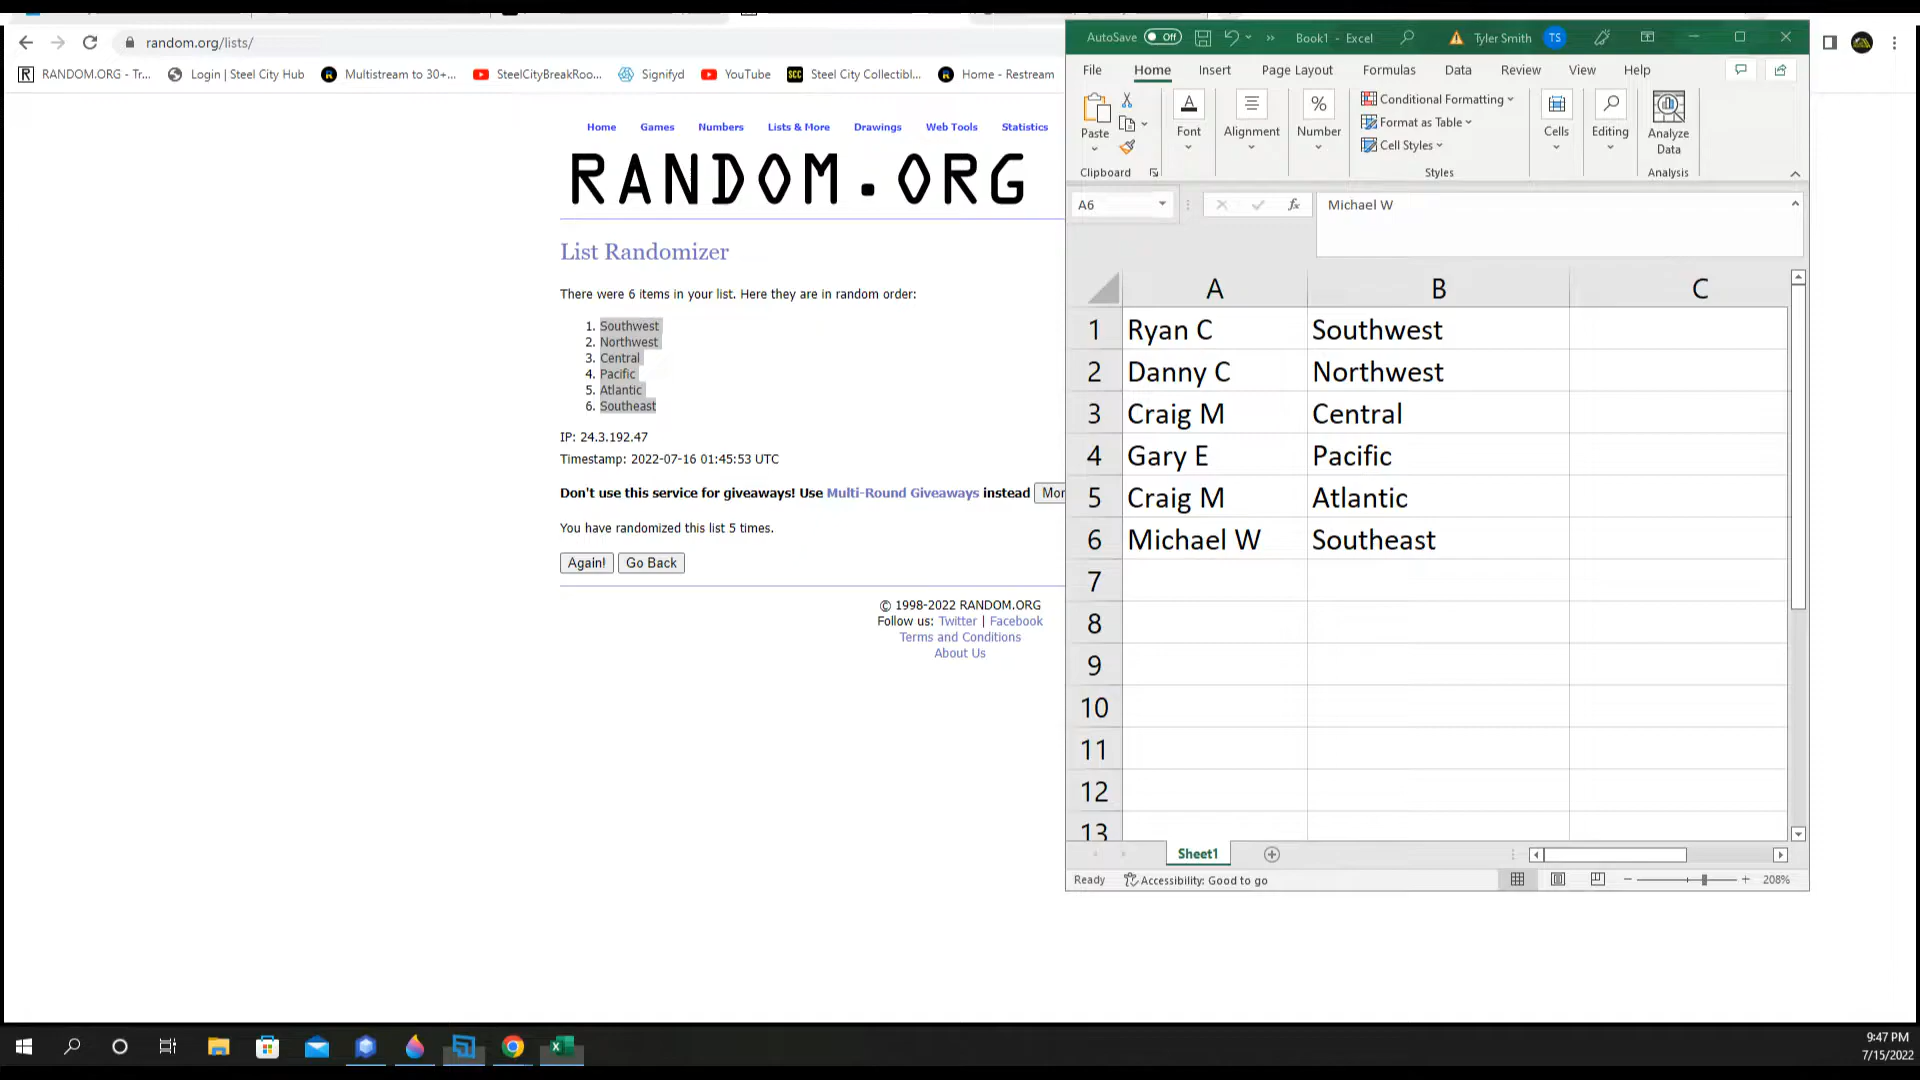 random.org/lists/
RANDOM.ORG - Tr...
Login | Steel City Hub
Multistream to 30+...
SteelCityBreakRoo...
Signifyd
YouTube
Steel City Collectibl...
Home - Restream
Home Games Numbers Lists & More Drawings Web Tools Statistics
RANDOM.ORG
List Randomizer
There were 6 items in your list. Here they are in random order:
1. Southwest
2. Northwest
3. Central
4. Pacific
5. Atlantic
6. Southeast
IP: 24.3.192.47
Timestamp: 2022-07-16 01:45:53 UTC
Don't use this service for giveaways! Use Multi-Round Giveaways instead Mor
You have randomized this list 5 times.
Again! Go Back
© 1998-2022 RANDOM.ORG
Follow us: Twitter | Facebook
Terms and Conditions
About Us
AutoSave Off Book1 - Excel Tyler Smith TS
File Home Insert Page Layout Formulas Data Review View Help
Paste
Clipboard
Font
Alignment
Number
Conditional Formatting
Format as Table
Cell Styles
Styles
Cells
Editing
Analyze
Data
Analysis
A6 fx Michael W
A B C
1 Ryan C Southwest
2 Danny C Northwest
3 Craig M Central
4 Gary E Pacific
5 Craig M Atlantic
6 Michael W Southeast
7
8
9
10
11
12
13
Sheet1
Ready Accessibility: Good to go 208%
9:47 PM
7/15/2022